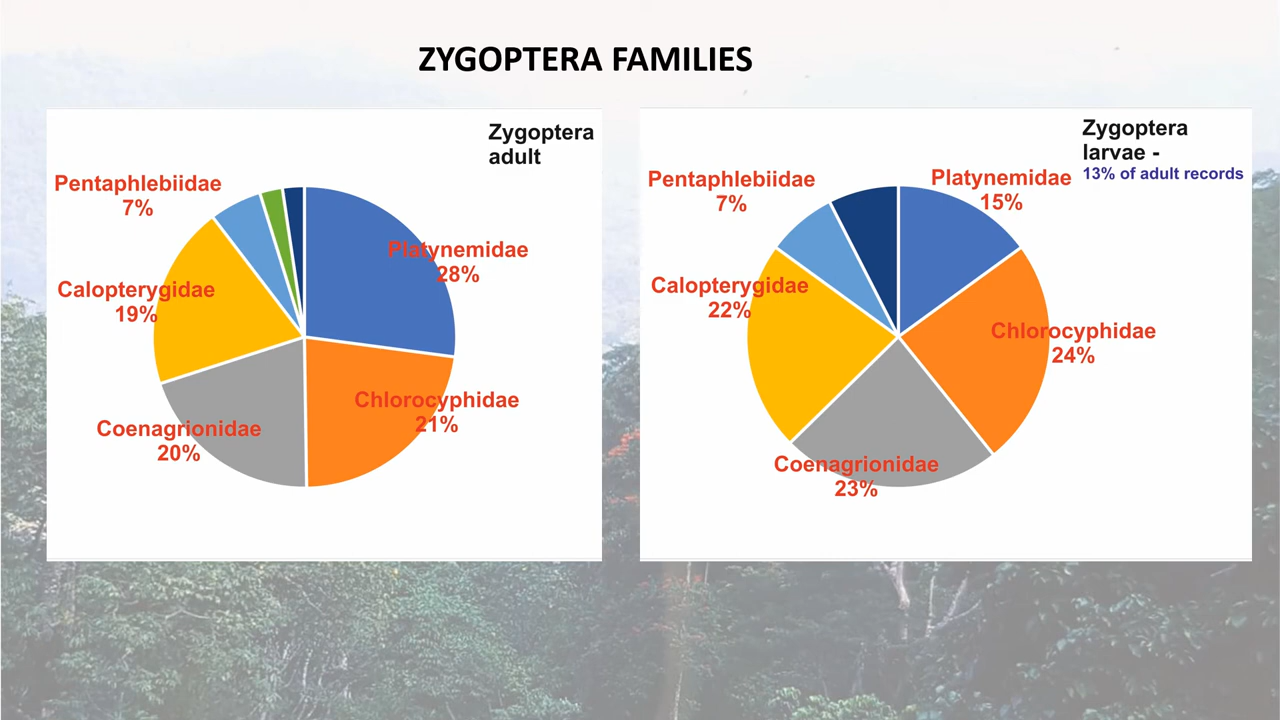 ZYGOPTERA FAMILIES
Zygoptera
adult
Pentaphlebiidae
7%
Platynemidae
28%
Calopterygidae
19%
Chlorocyphidae
21%
Coenagrionidae
20%
Zygoptera
larvae -
13% of adult records
Pentaphlebiidae
7%
Platynemidae
15%
Calopterygidae
22%
Chlorocyphidae
24%
Coenagrionidae
23%